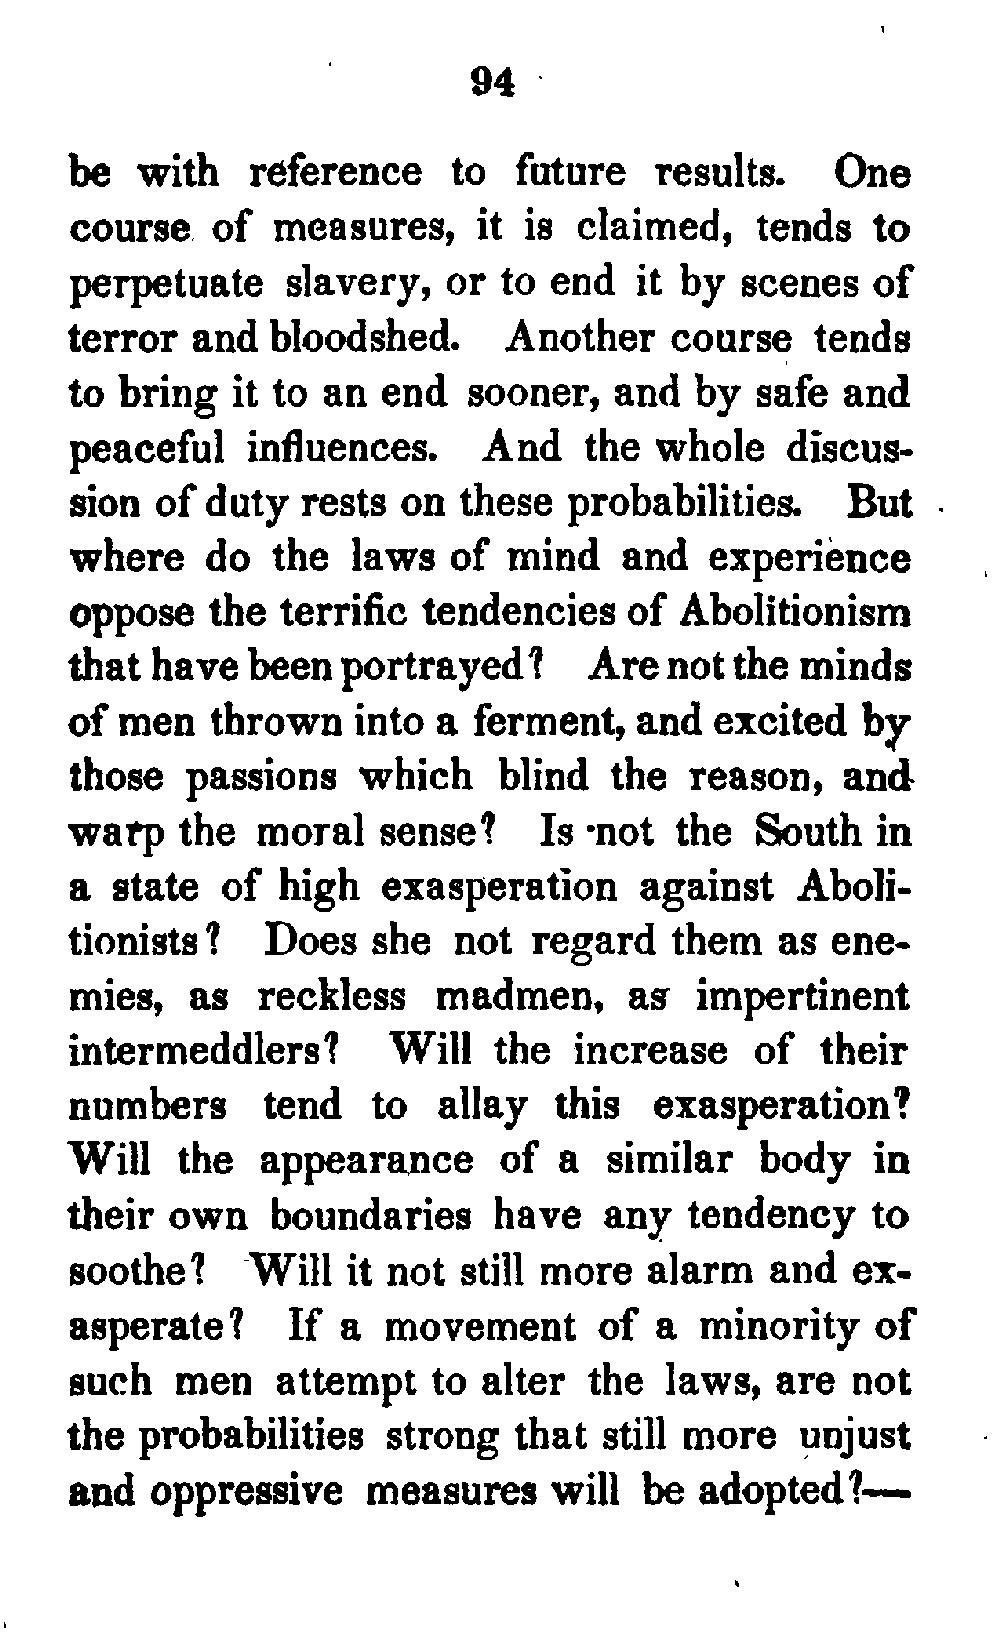 94
be with reference to future results. One
course of measures, it is claimed, tends to
perpetuate slavery, or to end it by scenes of
terror and bloodshed. Another course tends
to bring it to an end sooner, and by safe and
peaceful influences. And the whole discus-
sion of duty rests on these probabilities. But
where do the laws of mind and experience
oppose the terrific tendencies of Abolitionism
that have been portrayed? Are not the minds
of men thrown into a ferment, and excited by
those passions which blind the reason, and
warp the moral sense? Is not the South in
a state of high exasperation against Aboli-
tionists? Does she not regard them as ene-
mies, as reckless madmen, as impertinent
intermeddlers? Will the increase of their
numbers tend to allay this exasperation?
Will the appearance of a similar body in
their own boundaries have any tendency to
soothe? Will it not still more alarm and ex-
asperate? If a movement of a minority of
such men attempt to alter the laws, are not
the probabilities strong that still more unjust
and oppressive measures will be adopted?—